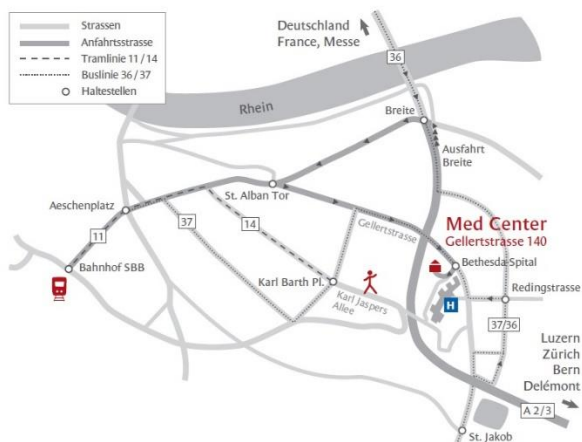 Strassen
Anfahrtsstrasse
Tramlinie 11 / 14
Buslinie 36 / 37
Haltestellen
Deutschland
France, Messe
36
Rhein
Breite
Ausfahrt
Breite
St. Alban Tor
Aeschenplatz
37
14
Gellertstrasse
Med Center
Gellertstrasse 140
11
Bethesda-Spital
Bahnhof SBB
Karl Barth Pl.
Karl Jaspers
Allee
H
Redingstrasse
37/36
Luzern
Zürich
Bern
Delémont
A 2/3
St. Jakob